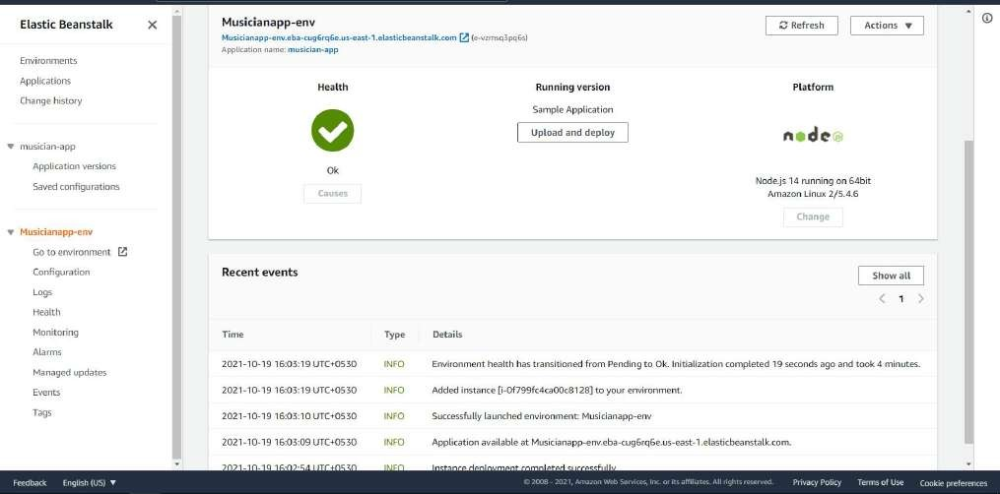 Elastic Beanstalk
Environments
Applications
Change history
musician-app
Application versions
Saved configurations
Musicianapp-env
Go to environment
Configuration
Logs
Health
Monitoring
Alarms
Managed updates
Events
Tags
Musicianapp-env
Refresh
Actions
Musicianapp-env.eba-cug6rq6e.us-east-1.elasticbeanstalk.com (e-vzmsq3pq6s)
Application name: musician-app
Health
Ok
Causes
Running version
Sample Application
Upload and deploy
Platform
node
Node.js 14 running on 64bit
Amazon Linux 2/5.4.6
Change
Recent events
Show all
1
Time Type Details
2021-10-19 16:03:19 UTC+0530 INFO Environment health has transitioned from Pending to Ok. Initialization completed 19 seconds ago and took 4 minutes.
2021-10-19 16:03:19 UTC+0530 INFO Added instance [i-0f799fc4ca00c8128] to your environment.
2021-10-19 16:03:10 UTC+0530 INFO Successfully launched environment: Musicianapp-env
2021-10-19 16:03:09 UTC+0530 INFO Application available at Musicianapp-env.eba-cug6rq6e.us-east-1.elasticbeanstalk.com.
2021-10-19 16:02:54 UTC+0530 INFO Instance deployment completed successfully.
Feedback English (US) © 2008 - 2021, Amazon Web Services, Inc. or its affiliates. All rights reserved. Privacy Policy Terms of Use Cookie preferences